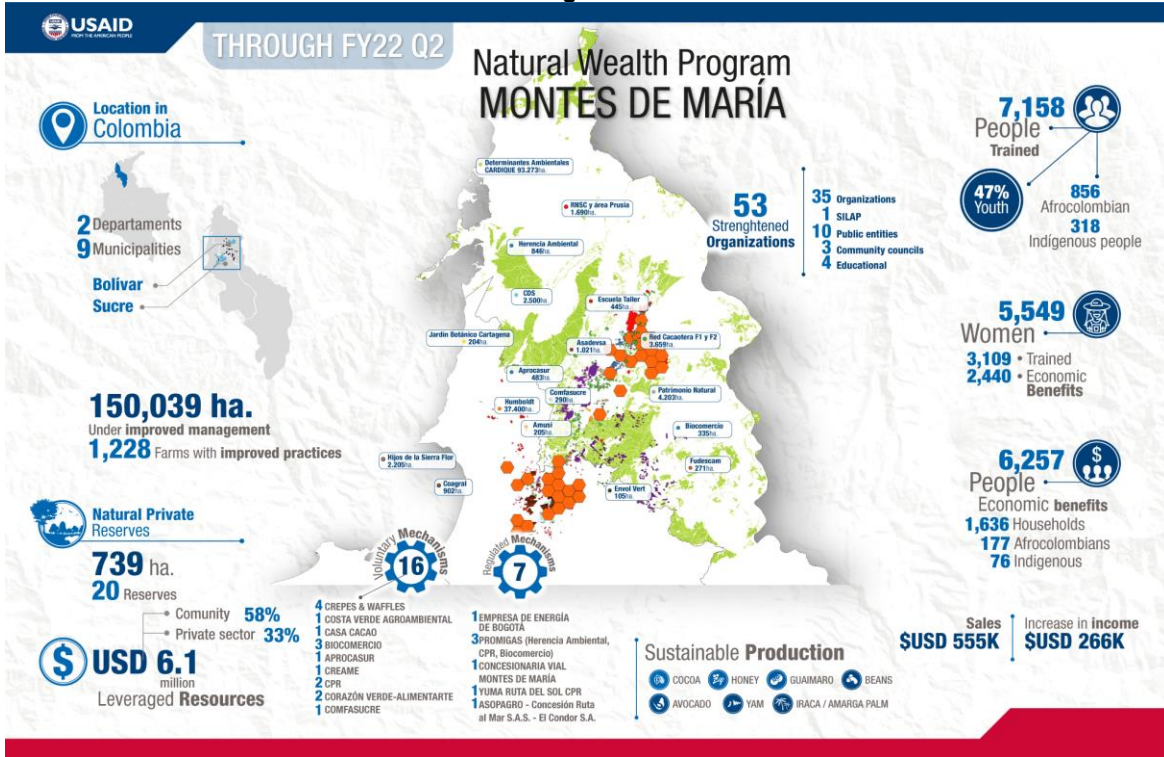 USAID
FROM THE AMERICAN PEOPLE
THROUGH FY22 Q2
Natural Wealth Program
MONTES DE MARÍA
Location in
Colombia
2 Departaments
9 Municipalities
Bolívar
Sucre
150,039 ha.
Under improved management
1,228 Farms with improved practices
Natural Private
Reserves
739 ha.
20 Reserves
Comunity 58%
Private sector 33%
$ USD 6.1
million
Leveraged Resources
Determinantes Ambientales
CARDIQUE 93.273ha.
RNSC y área Prusia
1.690ha.
Herencia Ambiental
846ha.
CDS
2.500ha.
Escuela Taller
445ha.
Jardín Botánico Cartagena
204ha.
Asadevsa
1.021ha.
Red Cacaotera F1 y F2
3.659ha.
Aprocasur
483ha.
Comfasucre
290ha.
Patrimonio Natural
4.203ha.
Humboldt
37.400ha.
Amusi
205ha.
Biocomercio
335ha.
Hijos de la Sierra Flor
2.205ha.
Fudescam
271ha.
Coagral
902ha.
Envol Vert
105ha.
Voluntary Mechanisms
16
4 CREPES & WAFFLES
1 COSTA VERDE AGROAMBIENTAL
1 CASA CACAO
3 BIOCOMERCIO
1 APROCASUR
1 CREAME
2 CPR
2 CORAZÓN VERDE-ALIMENTARTE
1 COMFASUCRE
Regulated Mechanisms
7
1 EMPRESA DE ENERGÍA
DE BOGOTÁ
3 PROMIGAS (Herencia Ambiental,
CPR, Biocomercio)
1 CONCESIONARIA VIAL
MONTES DE MARÍA
1 YUMA RUTA DEL SOL CPR
1 ASOPAGRO - Concesión Ruta
al Mar S.A.S. - El Condor S.A.
53
Strenghtened
Organizations
35 Organizations
1 SILAP
10 Public entities
3 Community councils
4 Educational
7,158
People
Trained
47%
Youth
856
Afrocolombian
318
Indígenous people
5,549
Women
3,109 • Trained
2,440 • Economic
Benefits
$
6,257
People
Economic benefits
1,636 Households
177 Afrocolombians
76 Indigenous
Sales
$USD 555K
Increase in income
$USD 266K
Sustainable Production
COCOA HONEY GUAIMARO BEANS
AVOCADO YAM IRACA / AMARGA PALM